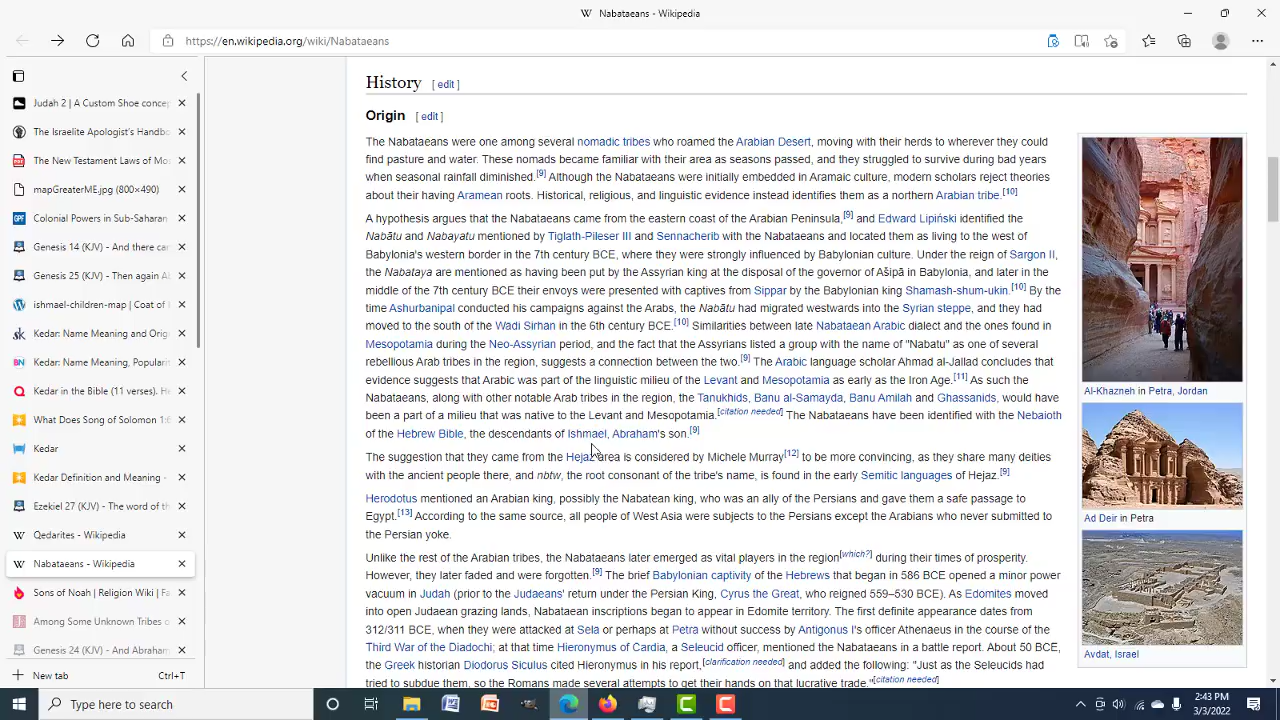 Nabataeans - Wikipedia
https://en.wikipedia.org/wiki/Nabataeans
Judah 2 | A Custom Shoe concep
The Israelite Apologist's Handb
The New Testament Laws of Mos
mapGreaterME.jpg (800×490)
Colonial Powers in Sub-Saharan
Genesis 14 (KJV) - And there can
Genesis 25 (KJV) - Then again Ab
ishmael-children-map | Coat of
Kedar: Name Meaning and Orig
Kedar: Name Meaning, Populari
Kedar in the Bible (11 verses). He
What Does Song of Solomon 1:6
Kedar
Kedar Definition and Meaning -
Ezekiel 27 (KJV) - The word of th
Qedarites - Wikipedia
Nabataeans - Wikipedia
Sons of Noah | Religion Wiki | Fa
Among Some Unknown Tribes o
Genesis 24 (KJV) - And Abraham
New tab Ctrl+T
History [ edit ]
Origin [ edit ]
The Nabataeans were one among several nomadic tribes who roamed the Arabian Desert, moving with their herds to wherever they could
find pasture and water. These nomads became familiar with their area as seasons passed, and they struggled to survive during bad years
when seasonal rainfall diminished.[9] Although the Nabataeans were initially embedded in Aramaic culture, modern scholars reject theories
about their having Aramean roots. Historical, religious, and linguistic evidence instead identifies them as a northern Arabian tribe.[10]
A hypothesis argues that the Nabataeans came from the eastern coast of the Arabian Peninsula,[9] and Edward Lipiński identified the
Nabātu and Nabayatu mentioned by Tiglath-Pileser III and Sennacherib with the Nabataeans and located them as living to the west of
Babylonia's western border in the 7th century BCE, where they were strongly influenced by Babylonian culture. Under the reign of Sargon II,
the Nabataya are mentioned as having been put by the Assyrian king at the disposal of the governor of Ašipâ in Babylonia, and later in the
middle of the 7th century BCE their envoys were presented with captives from Sippar by the Babylonian king Shamash-shum-ukin.[10] By the
time Ashurbanipal conducted his campaigns against the Arabs, the Nabātu had migrated westwards into the Syrian steppe, and they had
moved to the south of the Wadi Sirhan in the 6th century BCE.[10] Similarities between late Nabataean Arabic dialect and the ones found in
Mesopotamia during the Neo-Assyrian period, and the fact that the Assyrians listed a group with the name of "Nabatu" as one of several
rebellious Arab tribes in the region, suggests a connection between the two.[9] The Arabic language scholar Ahmad al-Jallad concludes that
evidence suggests that Arabic was part of the linguistic milieu of the Levant and Mesopotamia as early as the Iron Age.[11] As such the
Nabataeans, along with other notable Arab tribes in the region, the Tanukhids, Banu al-Samayda, Banu Amilah and Ghassanids, would have
been a part of a milieu that was native to the Levant and Mesopotamia.[citation needed] The Nabataeans have been identified with the Nebaioth
of the Hebrew Bible, the descendants of Ishmael, Abraham's son.[9]
The suggestion that they came from the Hejaz area is considered by Michele Murray[12] to be more convincing, as they share many deities
with the ancient people there, and nbtw, the root consonant of the tribe's name, is found in the early Semitic languages of Hejaz.[9]
Herodotus mentioned an Arabian king, possibly the Nabatean king, who was an ally of the Persians and gave them a safe passage to
Egypt.[13] According to the same source, all people of West Asia were subjects to the Persians except the Arabians who never submitted to
the Persian yoke.
Unlike the rest of the Arabian tribes, the Nabataeans later emerged as vital players in the region[which?] during their times of prosperity.
However, they later faded and were forgotten.[9] The brief Babylonian captivity of the Hebrews that began in 586 BCE opened a minor power
vacuum in Judah (prior to the Judaeans' return under the Persian King, Cyrus the Great, who reigned 559–530 BCE). As Edomites moved
into open Judaean grazing lands, Nabataean inscriptions began to appear in Edomite territory. The first definite appearance dates from
312/311 BCE, when they were attacked at Sela or perhaps at Petra without success by Antigonus I's officer Athenaeus in the course of the
Third War of the Diadochi; at that time Hieronymus of Cardia, a Seleucid officer, mentioned the Nabataeans in a battle report. About 50 BCE,
the Greek historian Diodorus Siculus cited Hieronymus in his report,[clarification needed] and added the following: "Just as the Seleucids had
tried to subdue them, so the Romans made several attempts to get their hands on that lucrative trade."[citation needed]
Al-Khazneh in Petra, Jordan
Ad Deir in Petra
Avdat, Israel
Type here to search
2:43 PM
3/3/2022